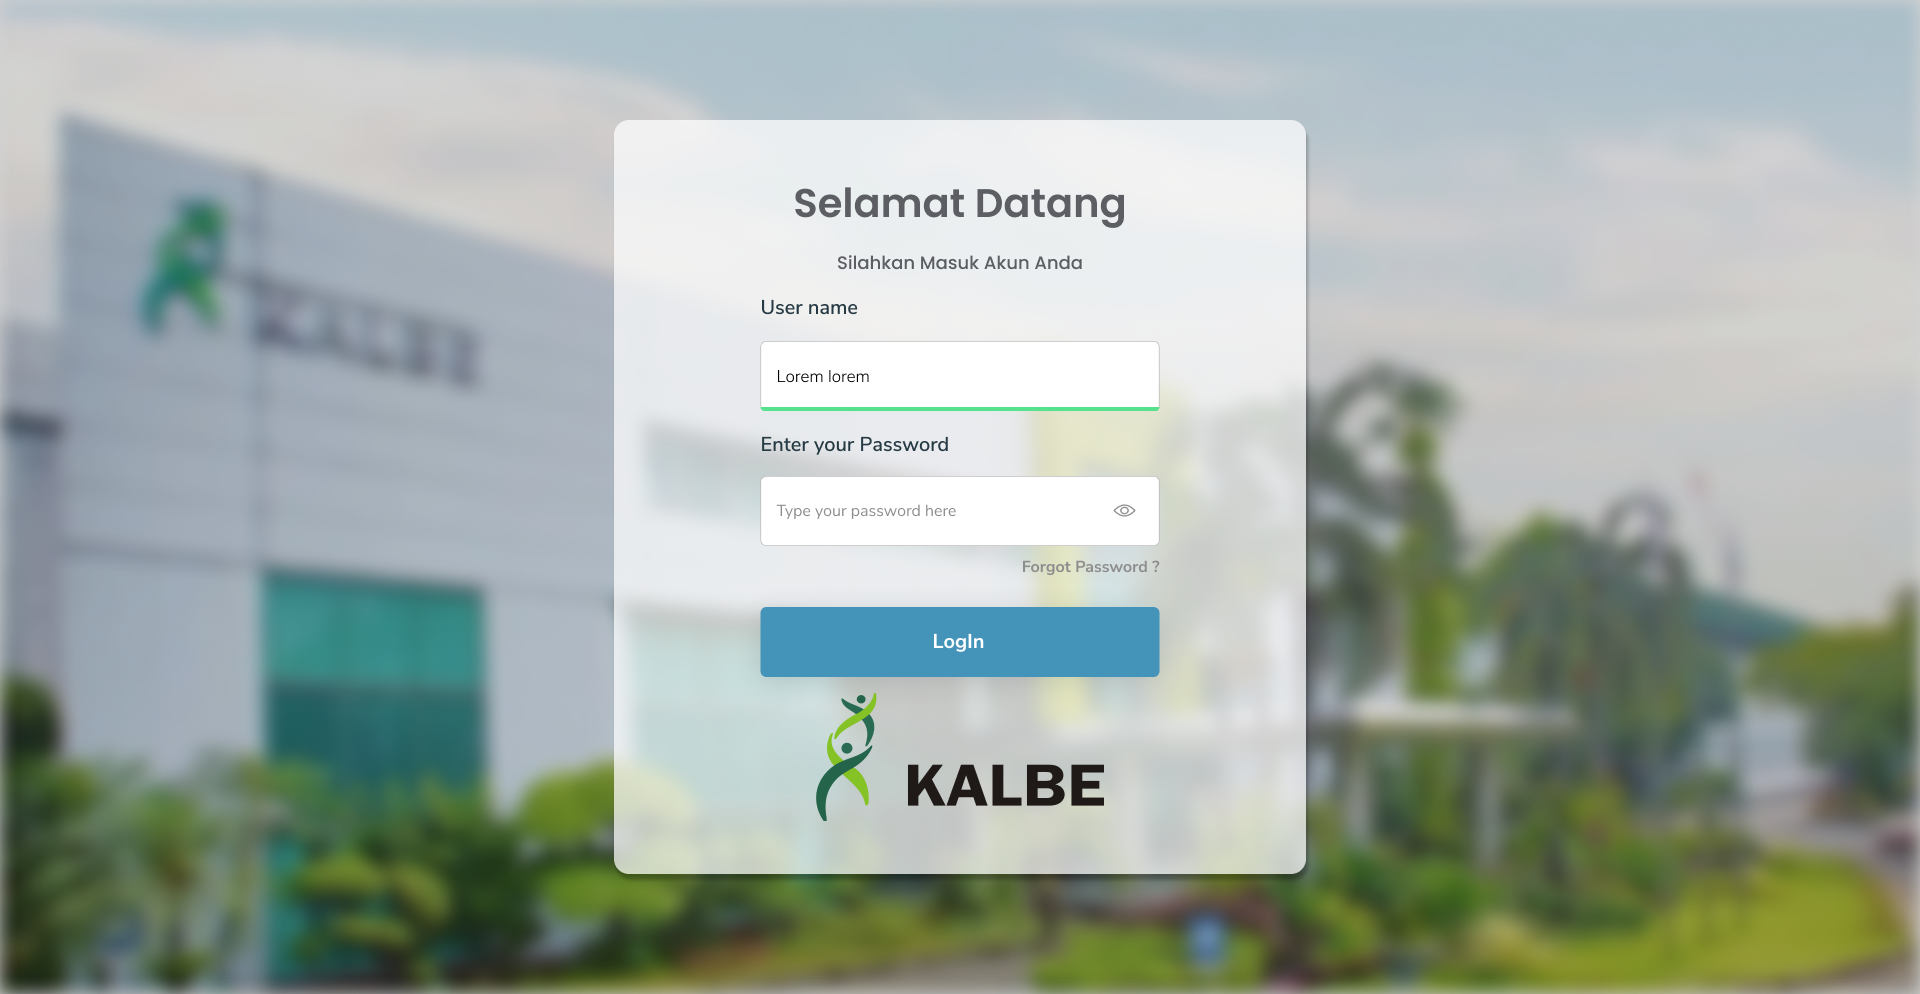 Selamat Datang
Silahkan Masuk Akun Anda
User name
Lorem lorem
Enter your Password
Type your password here
Forgot Password ?
LogIn
KALBE
KALBE